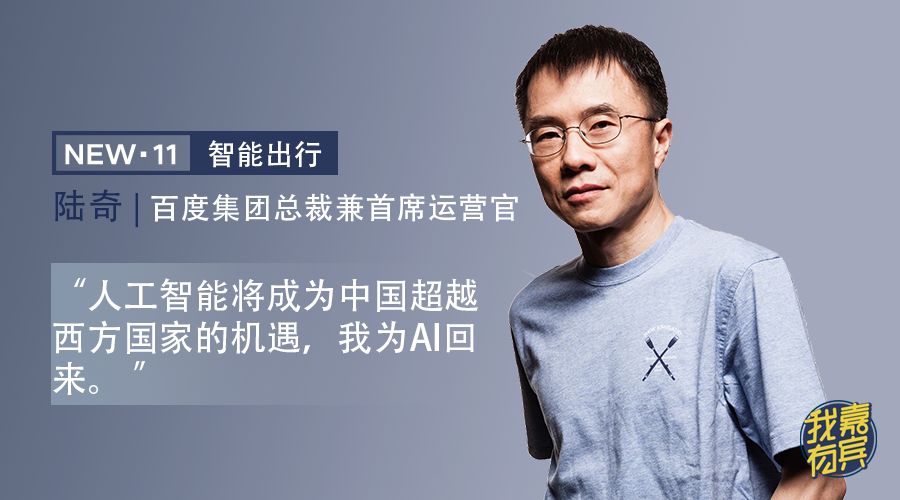 NEW·11 智能出行
陆奇|百度集团总裁兼首席运营官
“人工智能将成为中国超越
西方国家的机遇，我为AI回
来。”
我有嘉宾